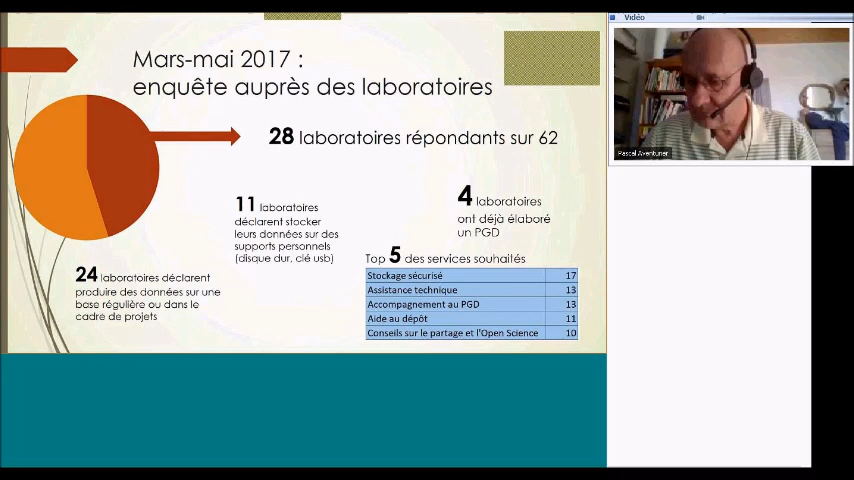 Vidéo
Mars-mai 2017 :
enquête auprès des laboratoires
28 laboratoires répondants sur 62
Pascal Aventurier
11 laboratoires
déclarent stocker
leurs données sur des
supports personnels
(disque dur, clé usb)
4 laboratoires
ont déjà élaboré
un PGD
24 laboratoires déclarent
produire des données sur une
base régulière ou dans le
cadre de projets
Top 5 des services souhaités
Stockage sécurisé 17
Assistance technique 13
Accompagnement au PGD 13
Aide au dépôt 11
Conseils sur le partage et l'Open Science 10